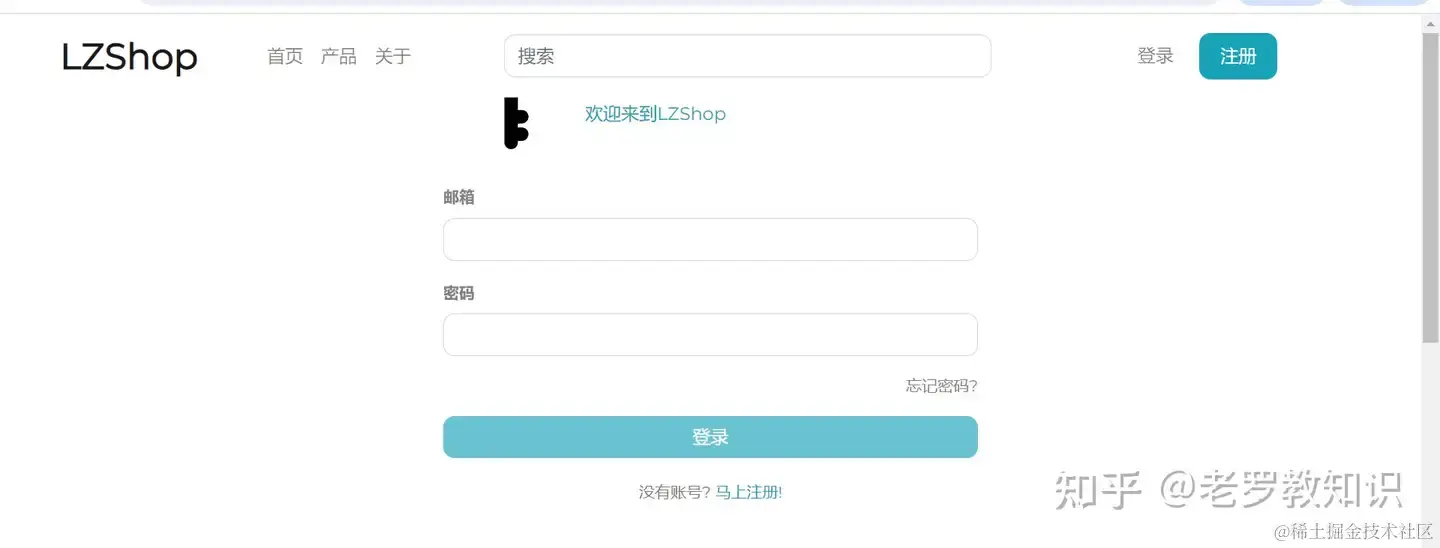 LZShop 首页 产品 关于 搜索 登录 注册
欢迎来到LZShop
邮箱
密码
忘记密码?
登录
没有账号? 马上注册!
知乎 @老罗教知识
@稀土掘金技术社区